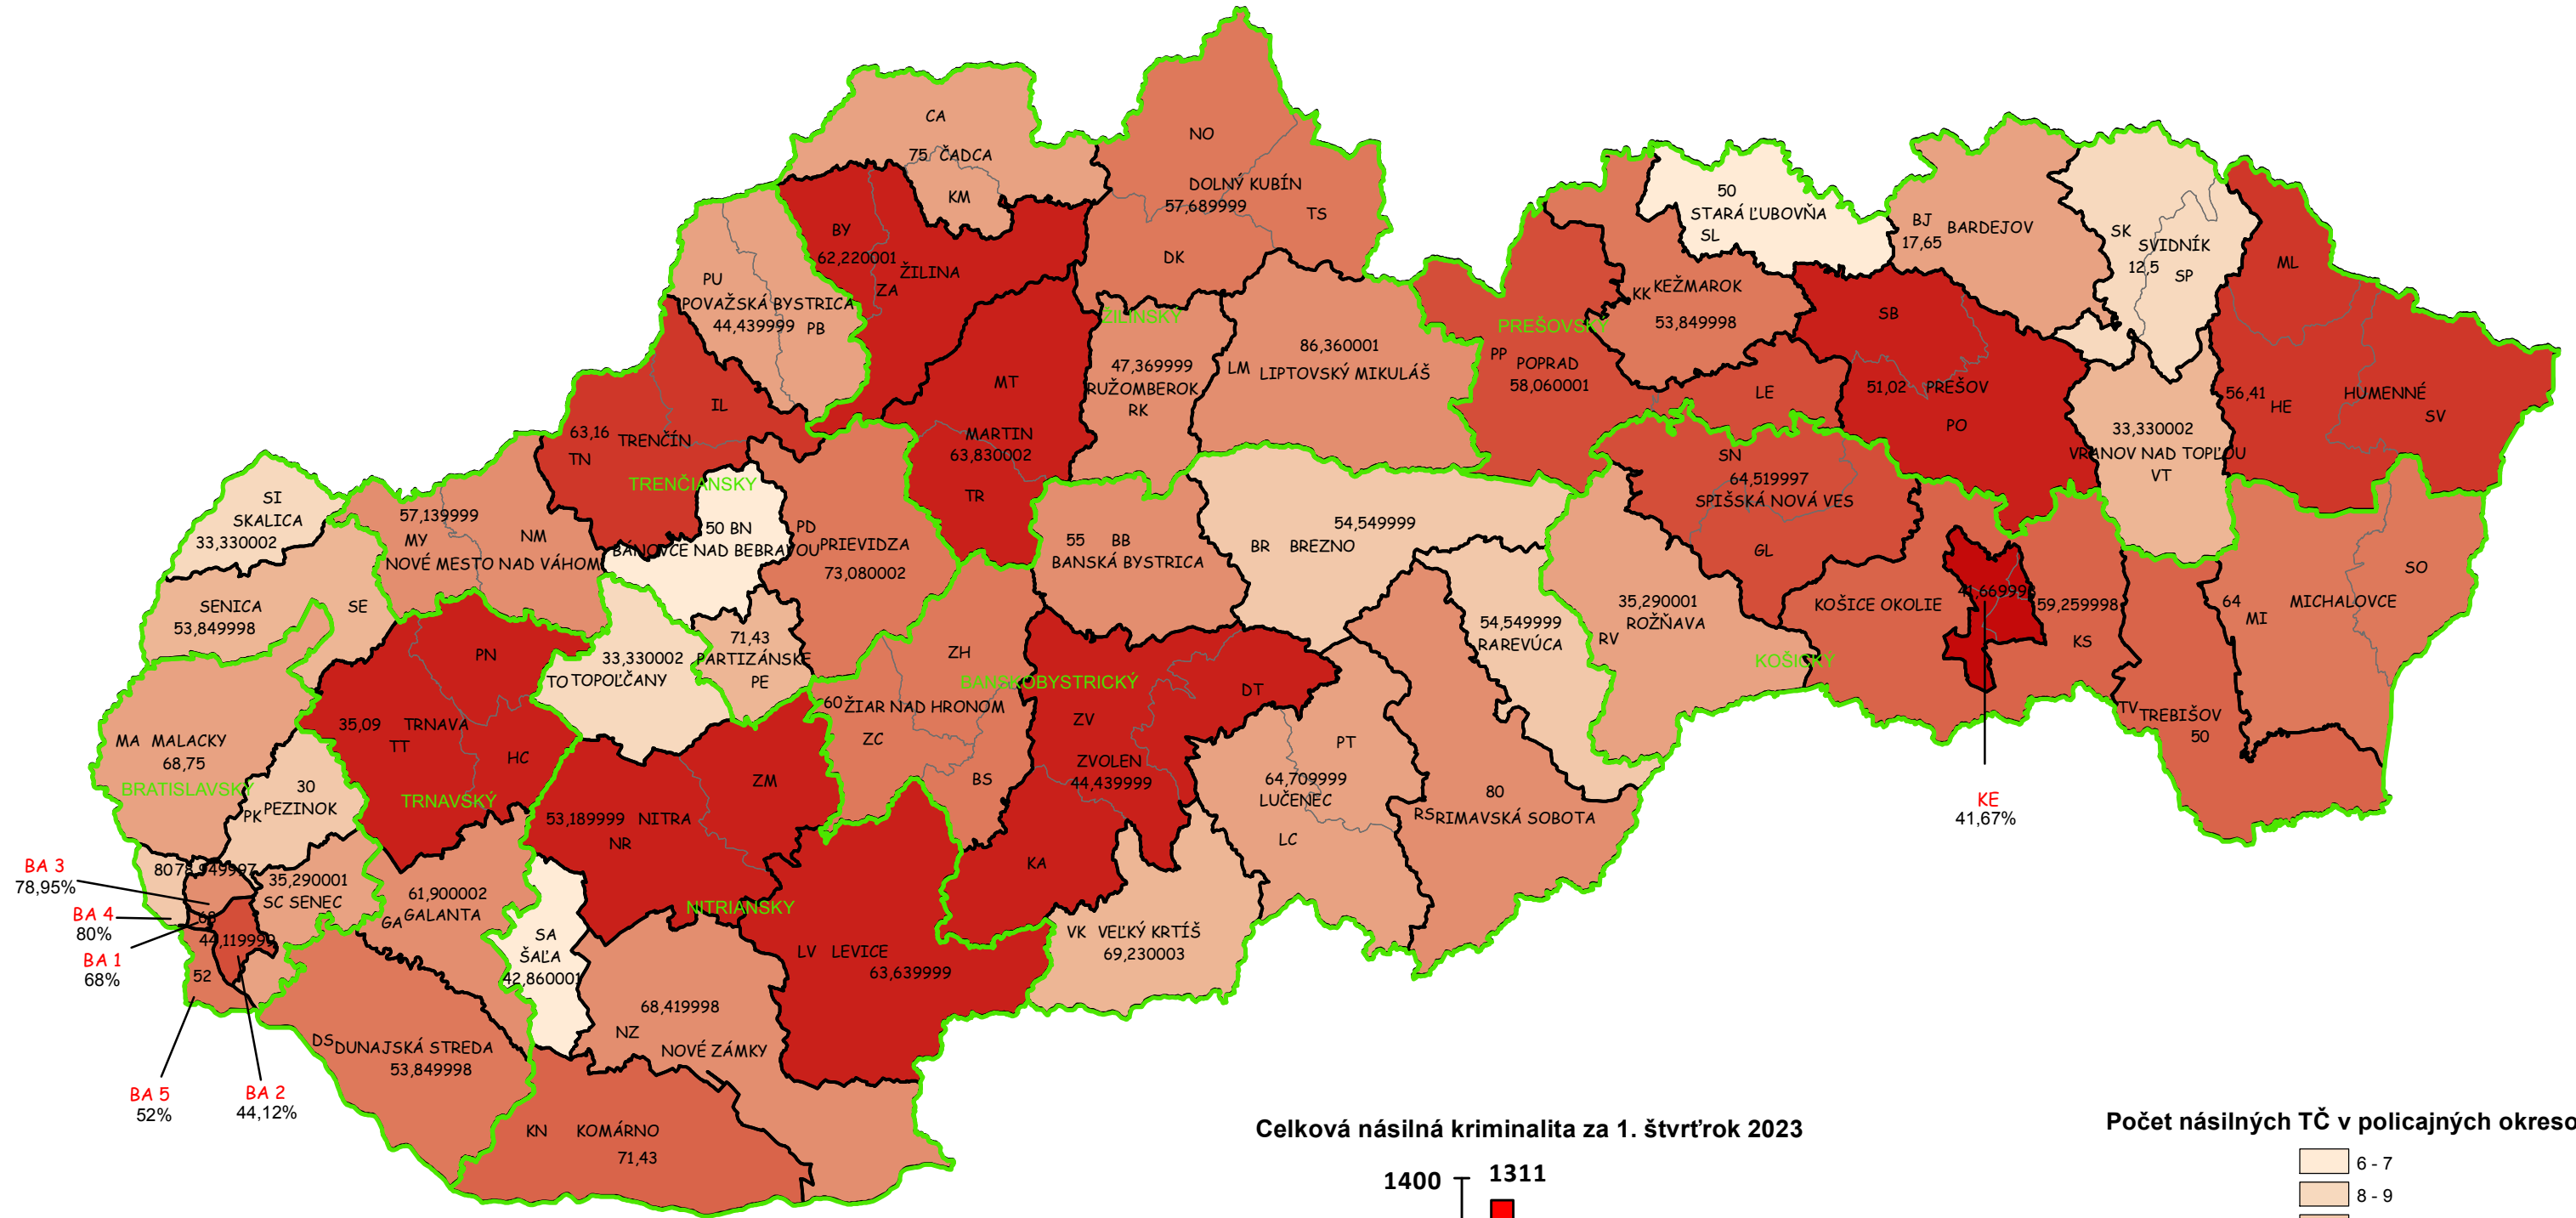 CA
75 ČADCA
KM
NO
DOLNÝ KUBÍN
57,689999
TS
DK
BY
62,220001
ŽILINA
ZA
PU
POVAŽSKÁ BYSTRICA
44,439999 PB
ŽILINSKÝ
47,369999
RUŽOMBEROK
RK
86,360001
LM LIPTOVSKÝ MIKULÁŠ
MT
MARTIN
63,830002
TR
IL
63,16 TRENČÍN
TN
TRENČIANSKY
50
STARÁ ĽUBOVŇA
SL
BJ BARDEJOV
17,65
SK SVIDNÍK
12,5 SP
ML
KK KEŽMAROK
53,849998
PREŠOVSKÝ
PP POPRAD
58,060001
LE
SB
51,02 PREŠOV
PO
56,41 HE
HUMENNÉ
SV
33,330002
VRANOV NAD TOPĽOU
VT
SN
64,519997
SPIŠSKÁ NOVÁ VES
GL
SI
SKALICA
33,330002
57,139999
MY NM
NOVÉ MESTO NAD VÁHOM
50 BN
BÁNOVCE NAD BEBRAVOU
PD PRIEVIDZA
73,080002
55 BB
BANSKÁ BYSTRICA
54,549999
BR BREZNO
SENICA SE
53,849998
71,43
PARTIZÁNSKE
PE
33,330002
TO TOPOĽČANY
PN
35,09 TRNAVA
TT
HC
TRNAVSKÝ
ZH
BANSKOBYSTRICKÝ
60 ŽIAR NAD HRONOM
ZC
BS
DT
ZV
ZVOLEN
44,439999
KA
54,549999
RAREVÚCA
35,290001
ROŽŇAVA
RV
KOŠICKÝ
KOŠICE OKOLIE
41,669998
59,259998
KS
64
MI
MICHALOVCE
SO
TV TREBIŠOV
50
KE
41,67%
MA MALACKY
68,75
BRATISLAVSKÝ
30
PK PEZINOK
ZM
53,189999 NITRA
NR
NITRIANSKY
PT
64,709999
LUČENEC
LC
80
RS RIMAVSKÁ SOBOTA
BA 3
78,95%
BA 4
80%
BA 1
68%
80 78,949997
68
44,119999
52
35,290001
SC SENEC
61,900002
GA GALANTA
SA
ŠAĽA
42,860001
LV LEVICE
63,639999
VK VEĽKÝ KRTÍŠ
69,230003
68,419998
NZ
NOVÉ ZÁMKY
DS DUNAJSKÁ STREDA
53,849998
BA 5
52%
BA 2
44,12%
KN KOMÁRNO
71,43
Celková násilná kriminalita za 1. štvrťrok 2023
1400
1311
Počet násilných TČ v policajných okreso
6 - 7
8 - 9